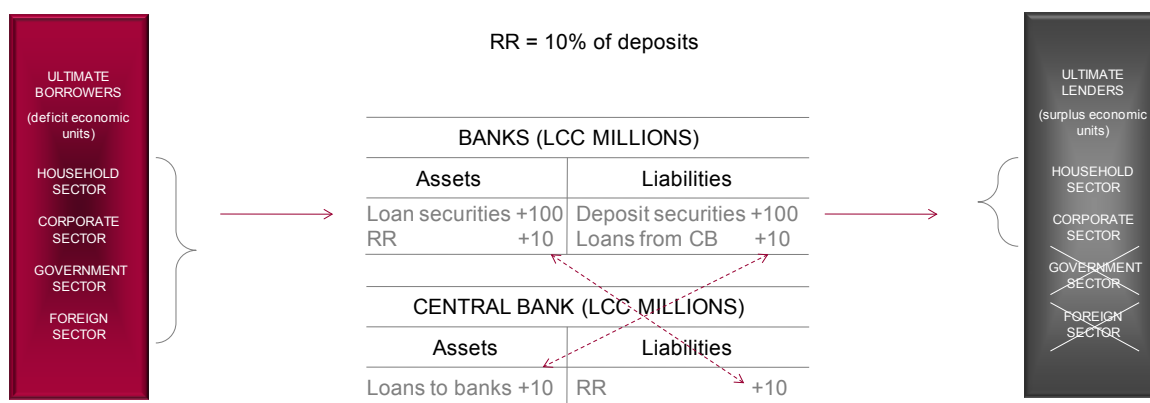 RR = 10% of deposits
ULTIMATE
BORROWERS
(deficit economic
units)
HOUSEHOLD
SECTOR
CORPORATE
SECTOR
GOVERNMENT
SECTOR
FOREIGN
SECTOR
BANKS (LCC MILLIONS)
Assets Liabilities
Loan securities +100 Deposit securities +100
RR +10 Loans from CB +10
CENTRAL BANK (LCC MILLIONS)
Assets Liabilities
Loans to banks +10 RR +10
ULTIMATE
LENDERS
(surplus economic
units)
HOUSEHOLD
SECTOR
CORPORATE
SECTOR
GOVERNMENT
SECTOR
FOREIGN
SECTOR